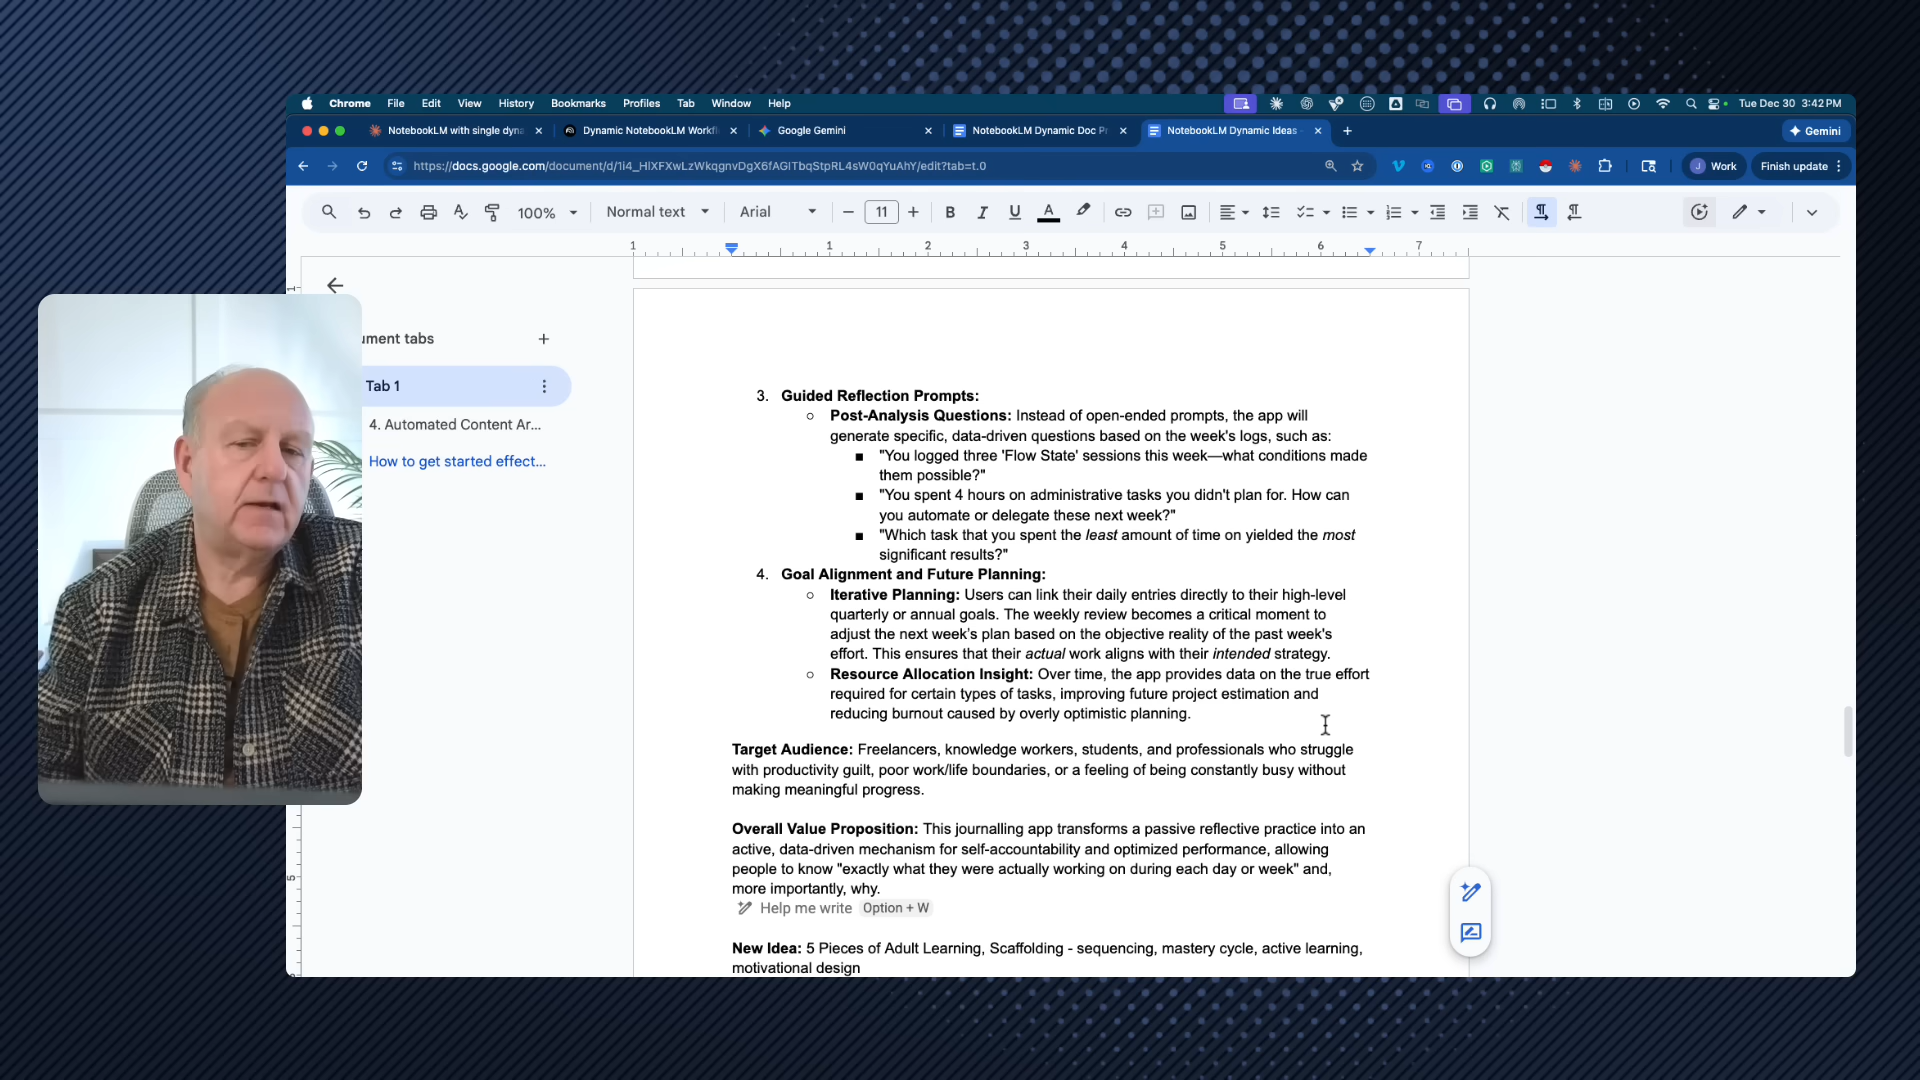 Chrome File Edit View History Bookmarks Profiles Tab Window Help Tue Dec 30 3:42 PM
NotebookLM with single dyna Dynamic NotebookLM Workfl Google Gemini NotebookLM Dynamic Doc Pr NotebookLM Dynamic Ideas - Gemini
https://docs.google.com/document/d/1i4_HlXFXwLzWkqgnvDgX6fAGlTbqStpRL4sW0qYuAhY/edit?tab=t.0 J Work Finish update
100% Normal text Arial 11
1 1 2 3 4 5 6 7
ument tabs
Tab 1
4. Automated Content Ar...
How to get started effect...
3. Guided Reflection Prompts:
Post-Analysis Questions: Instead of open-ended prompts, the app will
generate specific, data-driven questions based on the week's logs, such as:
"You logged three 'Flow State' sessions this week—what conditions made
them possible?"
"You spent 4 hours on administrative tasks you didn't plan for. How can
you automate or delegate these next week?"
"Which task that you spent the least amount of time on yielded the most
significant results?"
4. Goal Alignment and Future Planning:
Iterative Planning: Users can link their daily entries directly to their high-level
quarterly or annual goals. The weekly review becomes a critical moment to
adjust the next week's plan based on the objective reality of the past week's
effort. This ensures that their actual work aligns with their intended strategy.
Resource Allocation Insight: Over time, the app provides data on the true effort
required for certain types of tasks, improving future project estimation and
reducing burnout caused by overly optimistic planning.
Target Audience: Freelancers, knowledge workers, students, and professionals who struggle
with productivity guilt, poor work/life boundaries, or a feeling of being constantly busy without
making meaningful progress.
Overall Value Proposition: This journalling app transforms a passive reflective practice into an
active, data-driven mechanism for self-accountability and optimized performance, allowing
people to know "exactly what they were actually working on during each day or week" and,
more importantly, why.
Help me write Option + W
New Idea: 5 Pieces of Adult Learning, Scaffolding - sequencing, mastery cycle, active learning,
motivational design